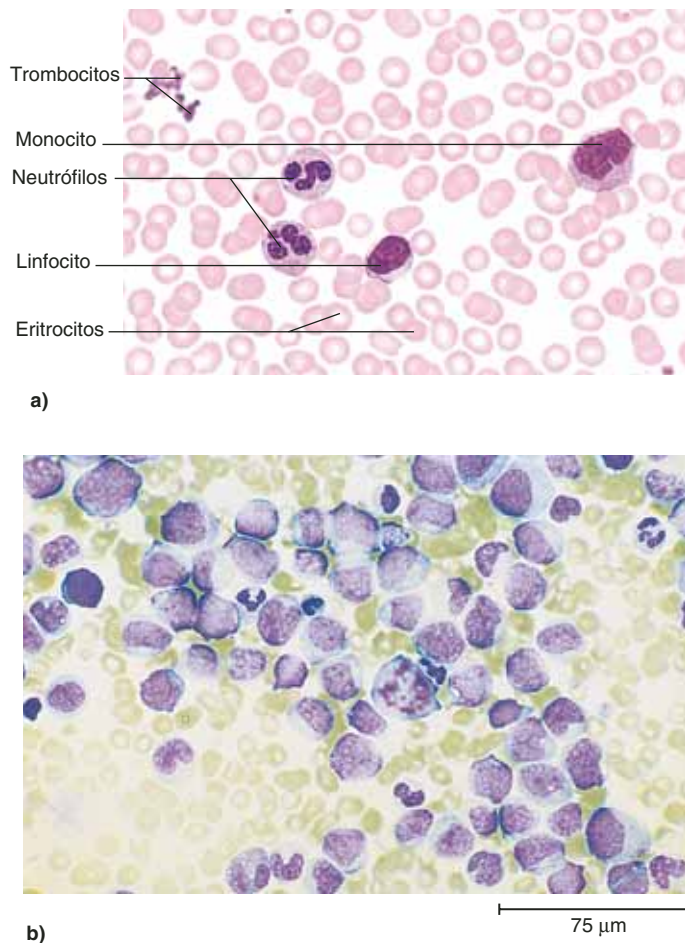 Trombocitos
Monocito
Neutrófilos
Linfocito
Eritrocitos
a)
b)
75 μm